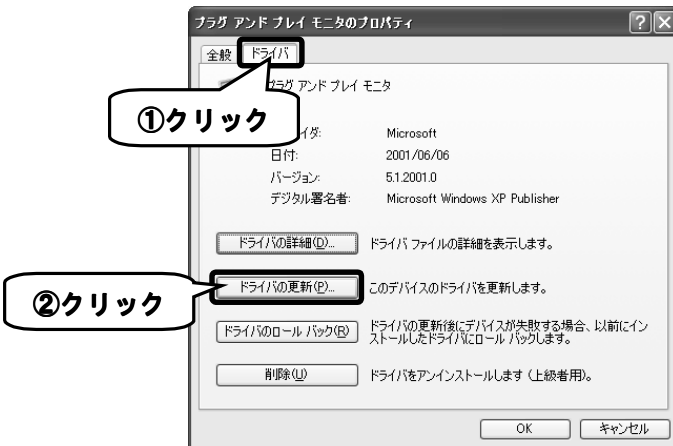 プラグ アンド プレイ モニタのプロパティ
全般 ドライバ
プラグ アンド プレイ モニタ
①クリック
イダ: Microsoft
日付: 2001/06/06
バージョン: 5.1.2001.0
デジタル署名者: Microsoft Windows XP Publisher
ドライバの詳細(D)... ドライバ ファイルの詳細を表示します。
②クリック
ドライバの更新(P)... このデバイスのドライバを更新します。
ドライバのロール バック(R) ドライバの更新後にデバイスが失敗する場合、以前にイン
ストールしたドライバにロール バックします。
削除(U) ドライバをアンインストールします (上級者用)。
OK キャンセル